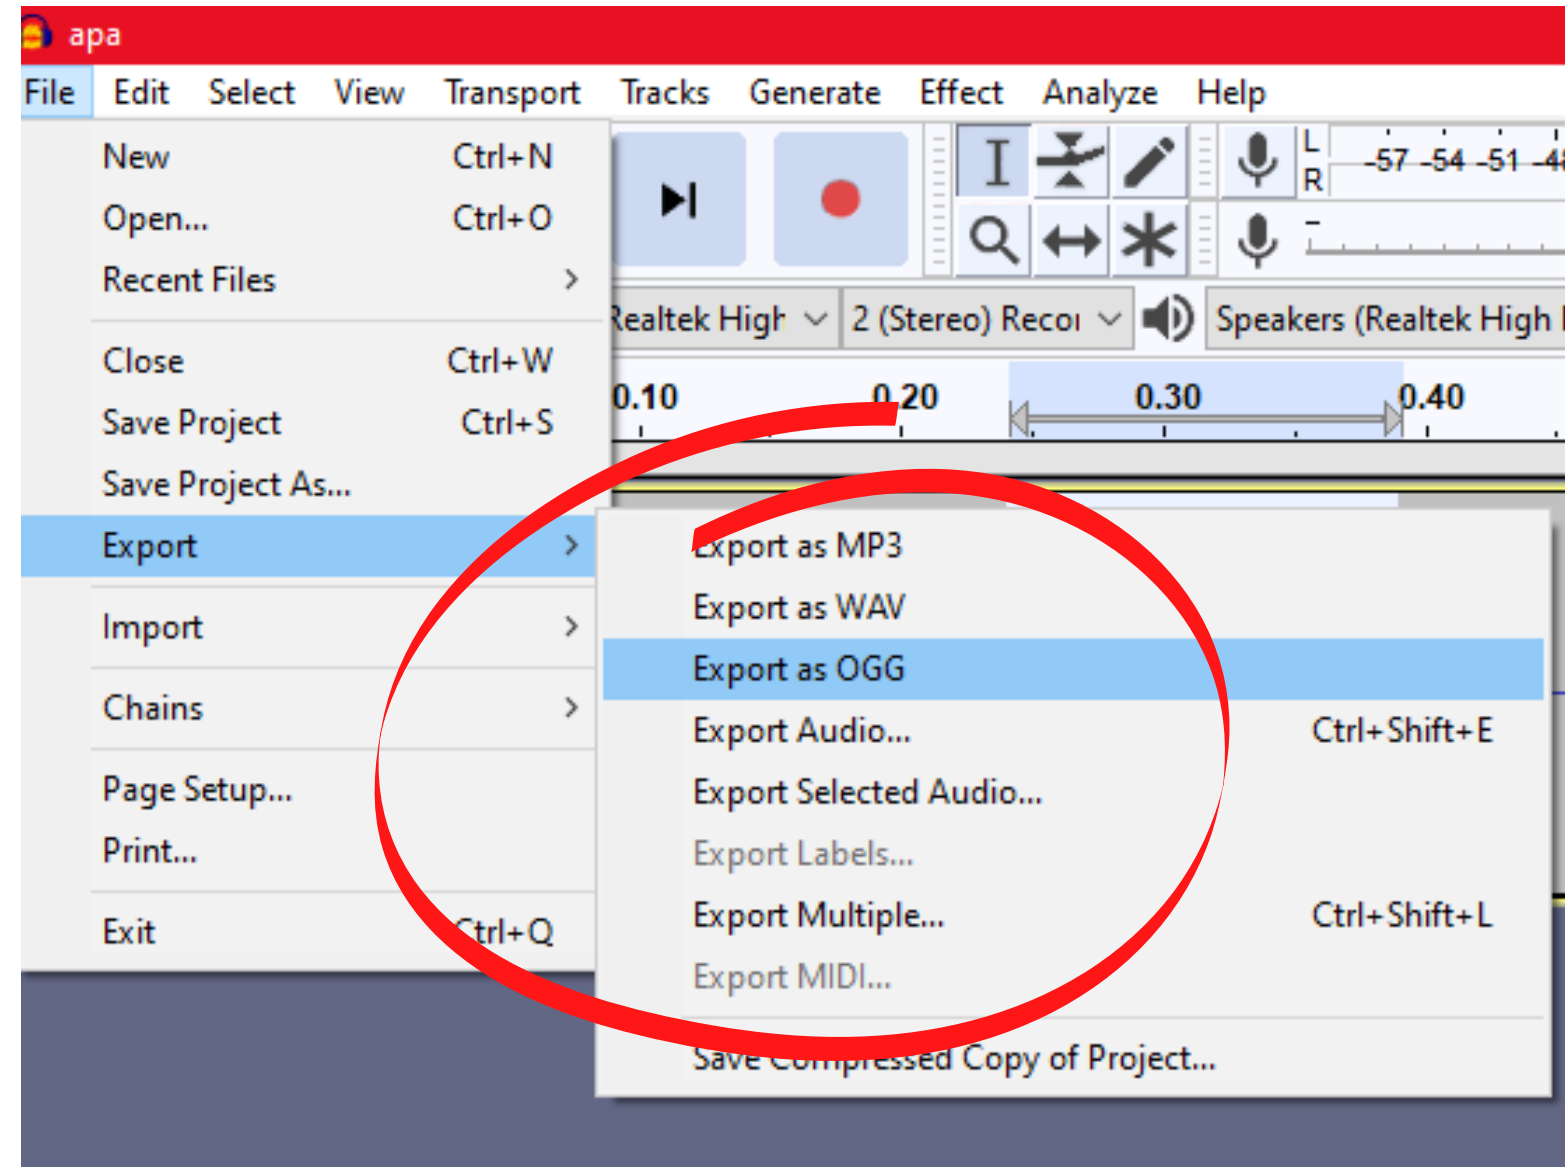 apa
File Edit Select View Transport Tracks Generate Effect Analyze Help
New Ctrl+N
Open... Ctrl+O
Recent Files
Close Ctrl+W
Save Project Ctrl+S
Save Project As...
Export
Import
Chains
Page Setup...
Print...
Exit Ctrl+Q
L
R
-57 -54 -51 -48
Realtek High 2 (Stereo) Recor Speakers (Realtek High
0.10 0.20 0.30 0.40
Export as MP3
Export as WAV
Export as OGG
Export Audio... Ctrl+Shift+E
Export Selected Audio...
Export Labels...
Export Multiple... Ctrl+Shift+L
Export MIDI...
Save Compressed Copy of Project...